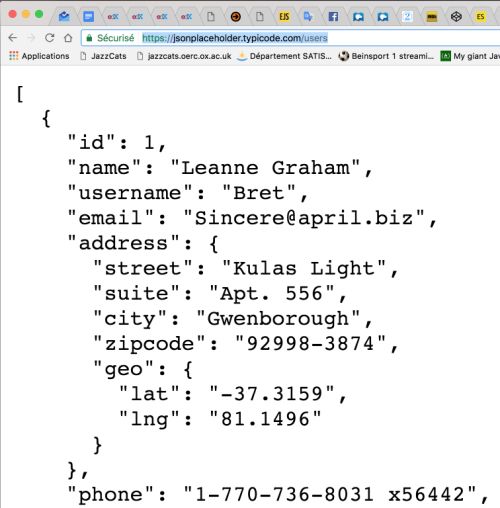 EJS
2
ES
Sécurisé https://jsonplaceholder.typicode.com/users
Applications JazzCats jazzcats.oerc.ox.ac.uk Département SATIS... Beinsport 1 streami... My giant Jav
[
{
"id": 1,
"name": "Leanne Graham",
"username": "Bret",
"email": "Sincere@april.biz",
"address": {
"street": "Kulas Light",
"suite": "Apt. 556",
"city": "Gwenborough",
"zipcode": "92998-3874",
"geo": {
"lat": "-37.3159",
"lng": "81.1496"
}
},
"phone": "1-770-736-8031 x56442",